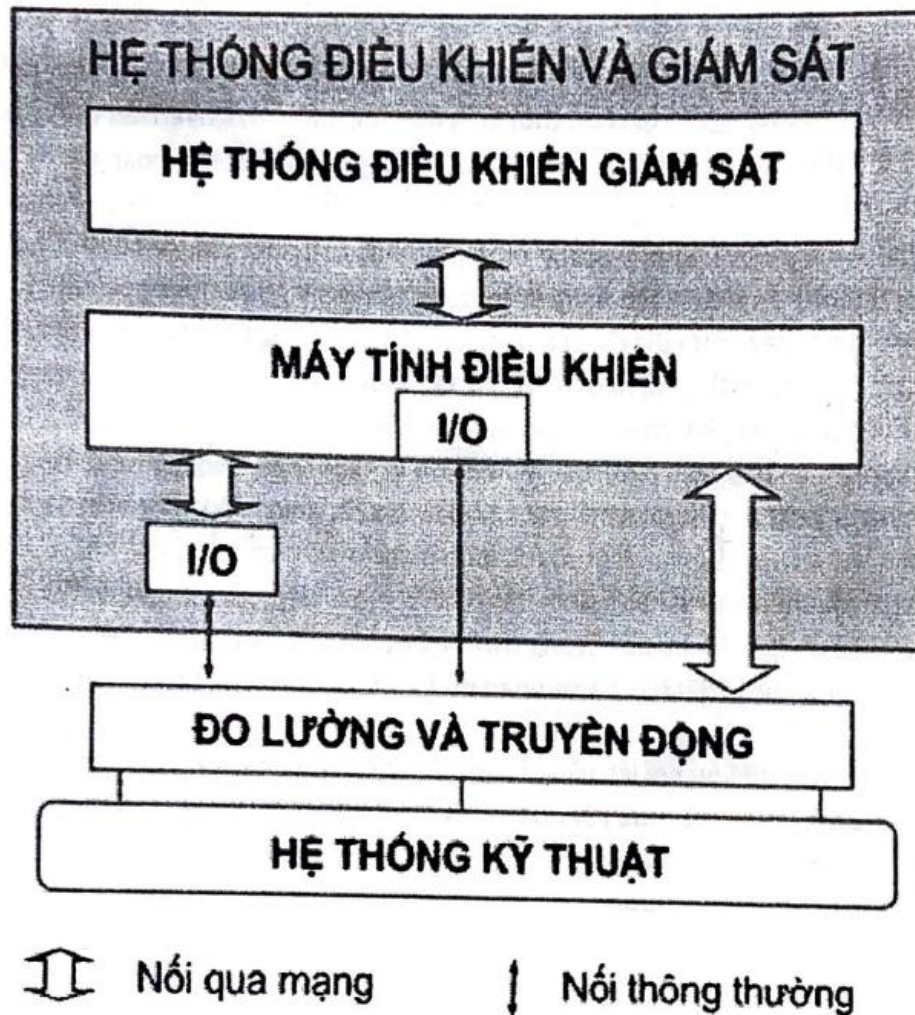 HỆ THỐNG ĐIỀU KHIỂN VÀ GIÁM SÁT
HỆ THỐNG ĐIỀU KHIỂN GIÁM SÁT
MÁY TÍNH ĐIỀU KHIỂN
I/O
I/O
ĐO LƯỜNG VÀ TRUYỀN ĐỘNG
HỆ THỐNG KỸ THUẬT
Nối qua mạng
Nối thông thường